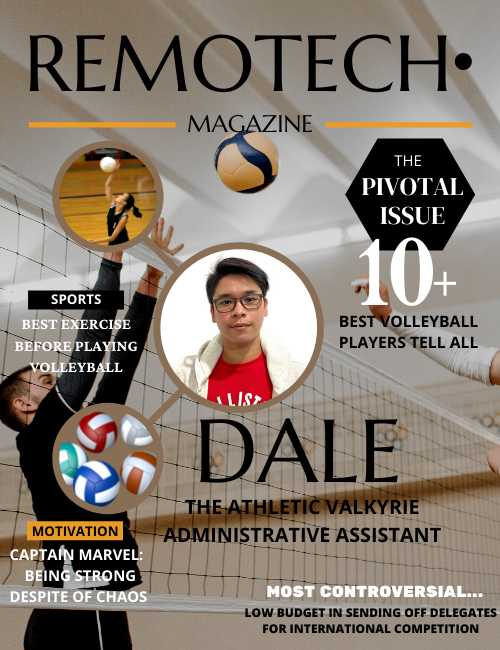 REMOTECH•
MAGAZINE
THE
PIVOTAL
ISSUE
10+
BEST VOLLEYBALL
PLAYERS TELL ALL
SPORTS
BEST EXERCISE
BEFORE PLAYING
VOLLEYBALL
DALE
THE ATHLETIC VALKYRIE
ADMINISTRATIVE ASSISTANT
MOTIVATION
CAPTAIN MARVEL:
BEING STRONG
DESPITE OF CHAOS
MOST CONTROVERSIAL...
LOW BUDGET IN SENDING OFF DELEGATES
FOR INTERNATIONAL COMPETITION